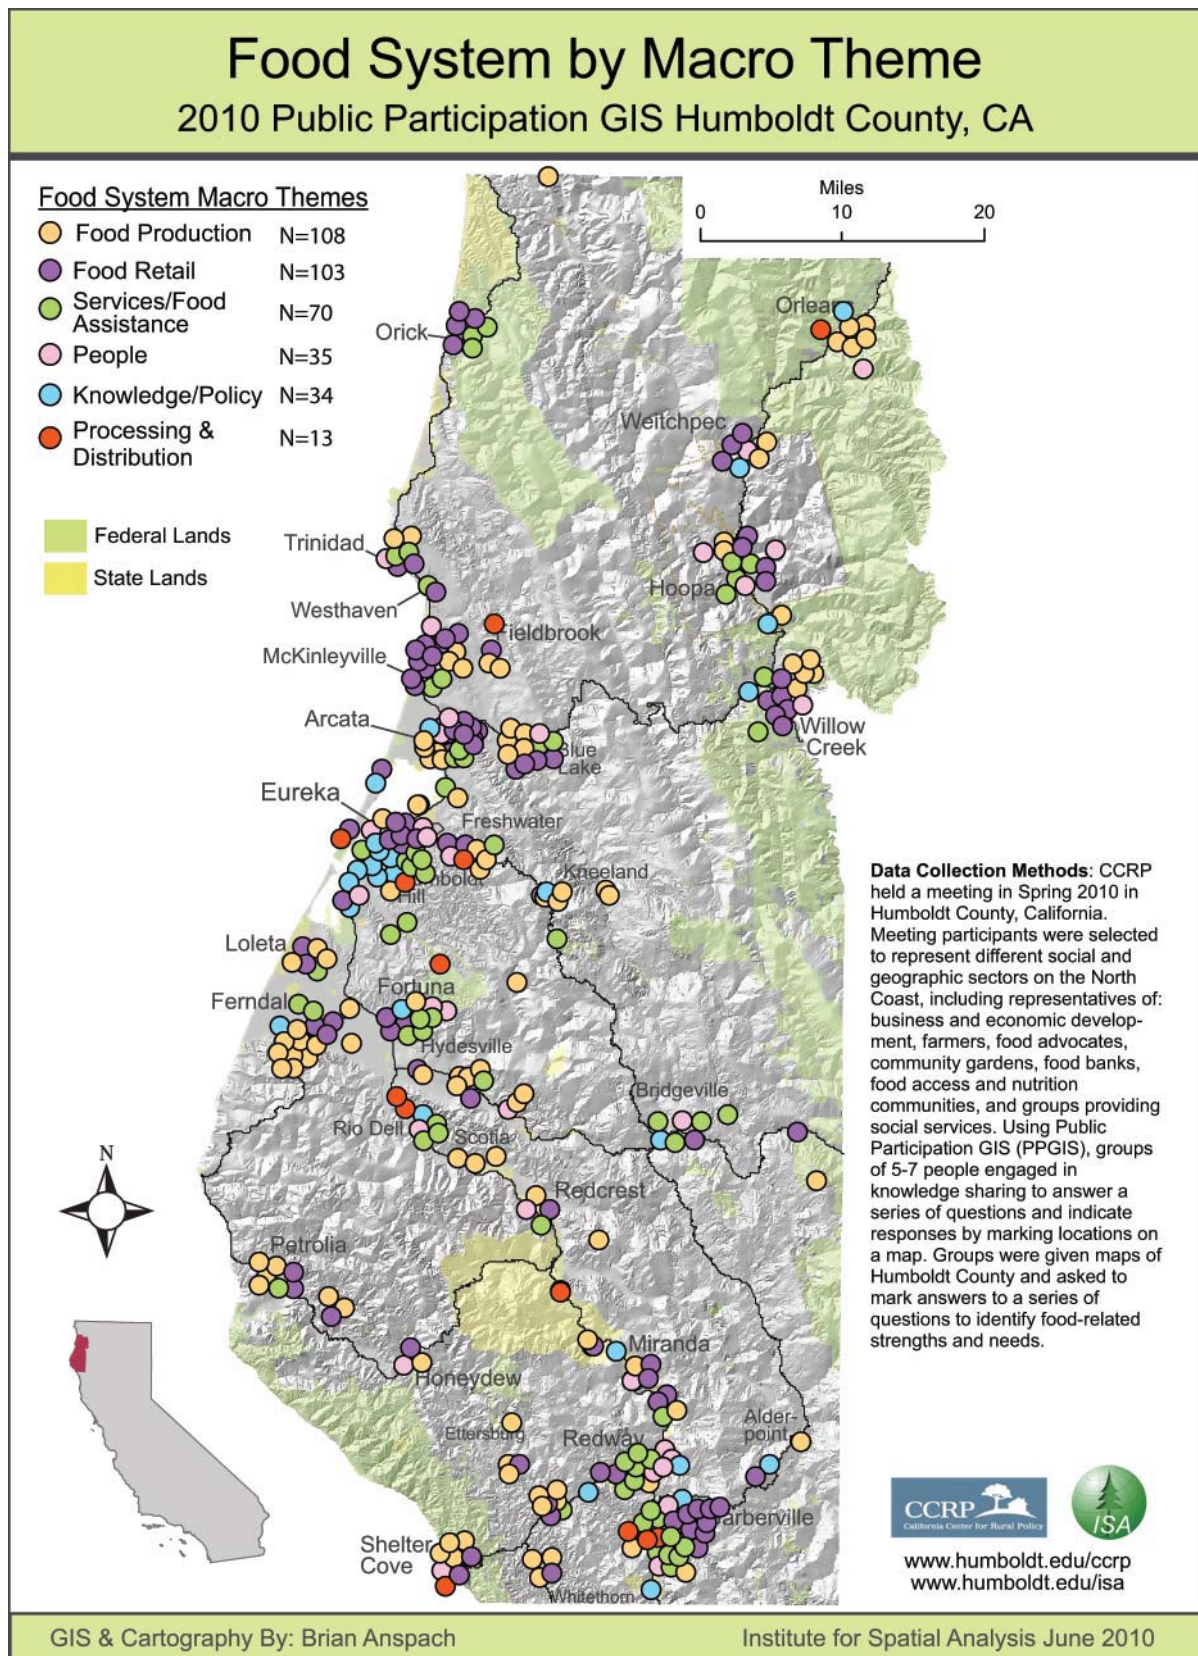 Food System by Macro Theme
2010 Public Participation GIS Humboldt County, CA
Food System Macro Themes
Food Production N=108
Food Retail N=103
Services/Food
Assistance N=70
People N=35
Knowledge/Policy N=34
Processing &
Distribution N=13
Federal Lands
State Lands
Miles
0 10 20
Orick
Weitchpec
Trinidad
Westhaven
Hoopa
Fieldbrook
McKinleyville
Arcata
Willow
Creek
Blue
Lake
Eureka
Freshwater
Kneeland
Hill
Loleta
Fortuna
Hydesville
Bridgeville
Rio Dell
Scotia
Redcrest
Petrolia
Miranda
Honeydew
Alder-
point
Ettersburg
Redway
Shelter
Cove
Whitethorn
N
Data Collection Methods: CCRP
held a meeting in Spring 2010 in
Humboldt County, California.
Meeting participants were selected
to represent different social and
geographic sectors on the North
Coast, including representatives of:
business and economic develop-
ment, farmers, food advocates,
community gardens, food banks,
food access and nutrition
communities, and groups providing
social services. Using Public
Participation GIS (PPGIS), groups
of 5-7 people engaged in
knowledge sharing to answer a
series of questions and indicate
responses by marking locations on
a map. Groups were given maps of
Humboldt County and asked to
mark answers to a series of
questions to identify food-related
strengths and needs.
CCRP
California Center for Rural Policy
ISA
www.humboldt.edu/ccrp
www.humboldt.edu/isa
GIS & Cartography By: Brian Anspach
Institute for Spatial Analysis June 2010